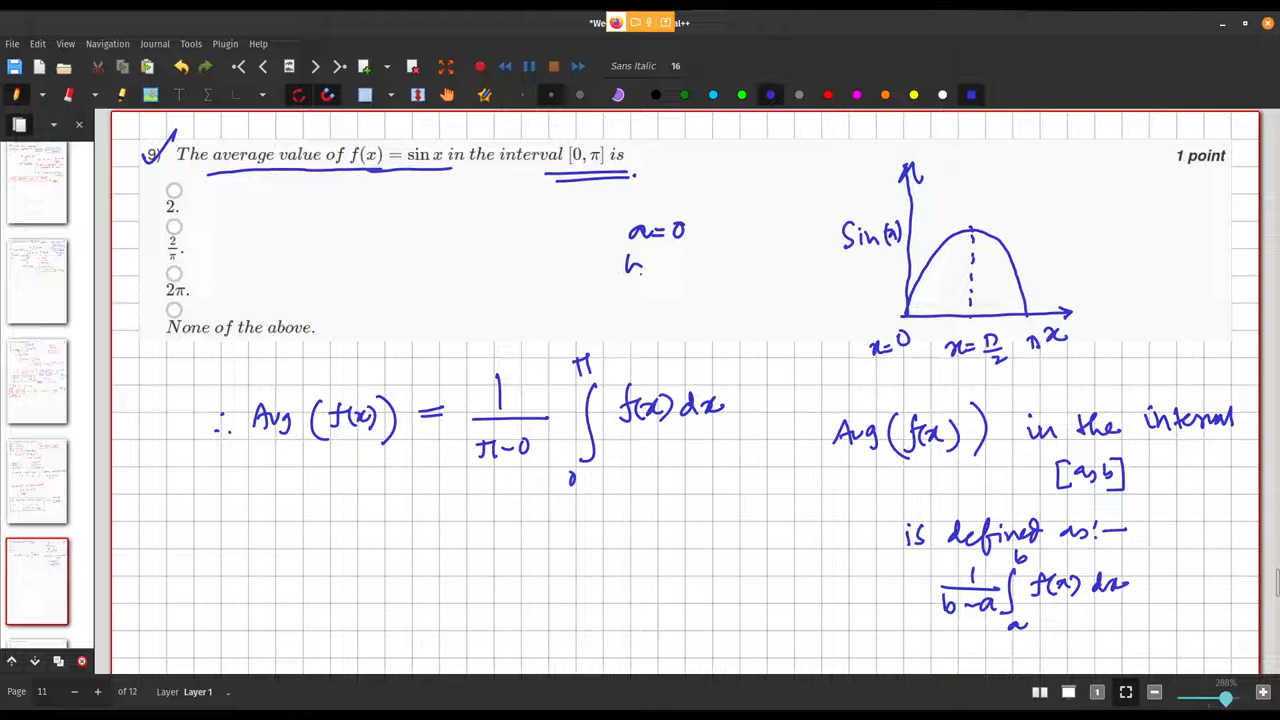 *We
al++
File Edit View Navigation Journal Tools Plugin Help
Sans Italic 16
9) The average value of f(x) = sin x in the interval [0, π] is
1 point
2.
2/π.
2π.
None of the above.
a=0
Sin(x)
x=0 x=π/2 π x
∴ Avg (f(x)) = 1/(π-0) ∫₀^π f(x) dx
Avg (f(x)) in the interval
[a,b]
is defined as:-
1/(b-a) ∫ₐ^b f(x) dx
Page 11 of 12 Layer Layer 1
288%